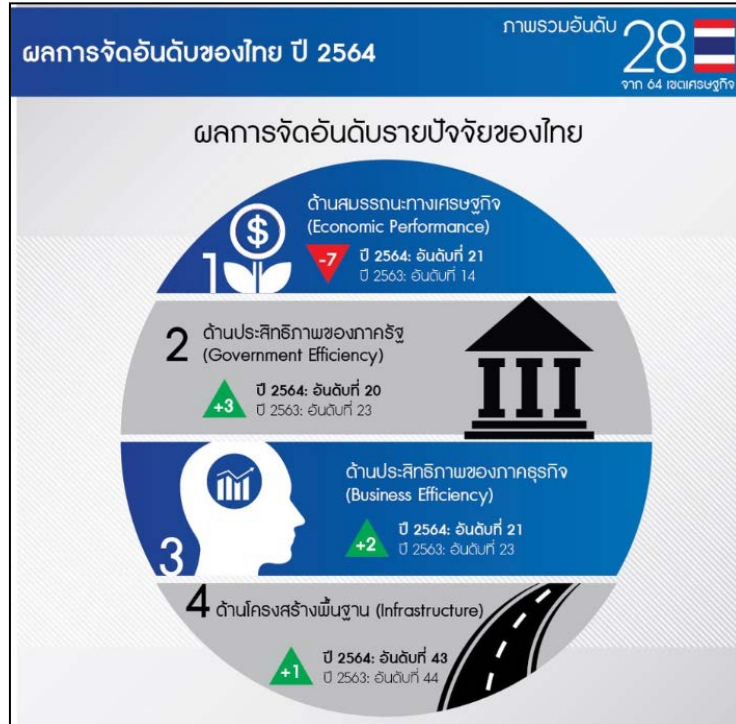 ผลการจัดอันดับของไทย ปี 2564
ภาพรวมอันดับ
28
จาก 64 เขตเศรษฐกิจ
ผลการจัดอันดับรายปัจจัยของไทย
$
1
ด้านสมรรถนะทางเศรษฐกิจ
(Economic Performance)
-7
ปี 2564: อันดับที่ 21
ปี 2563: อันดับที่ 14
2
ด้านประสิทธิภาพของภาครัฐ
(Government Efficiency)
+3
ปี 2564: อันดับที่ 20
ปี 2563: อันดับที่ 23
3
ด้านประสิทธิภาพของภาคธุรกิจ
(Business Efficiency)
+2
ปี 2564: อันดับที่ 21
ปี 2563: อันดับที่ 23
4 ด้านโครงสร้างพื้นฐาน (Infrastructure)
+1
ปี 2564: อันดับที่ 43
ปี 2563: อันดับที่ 44